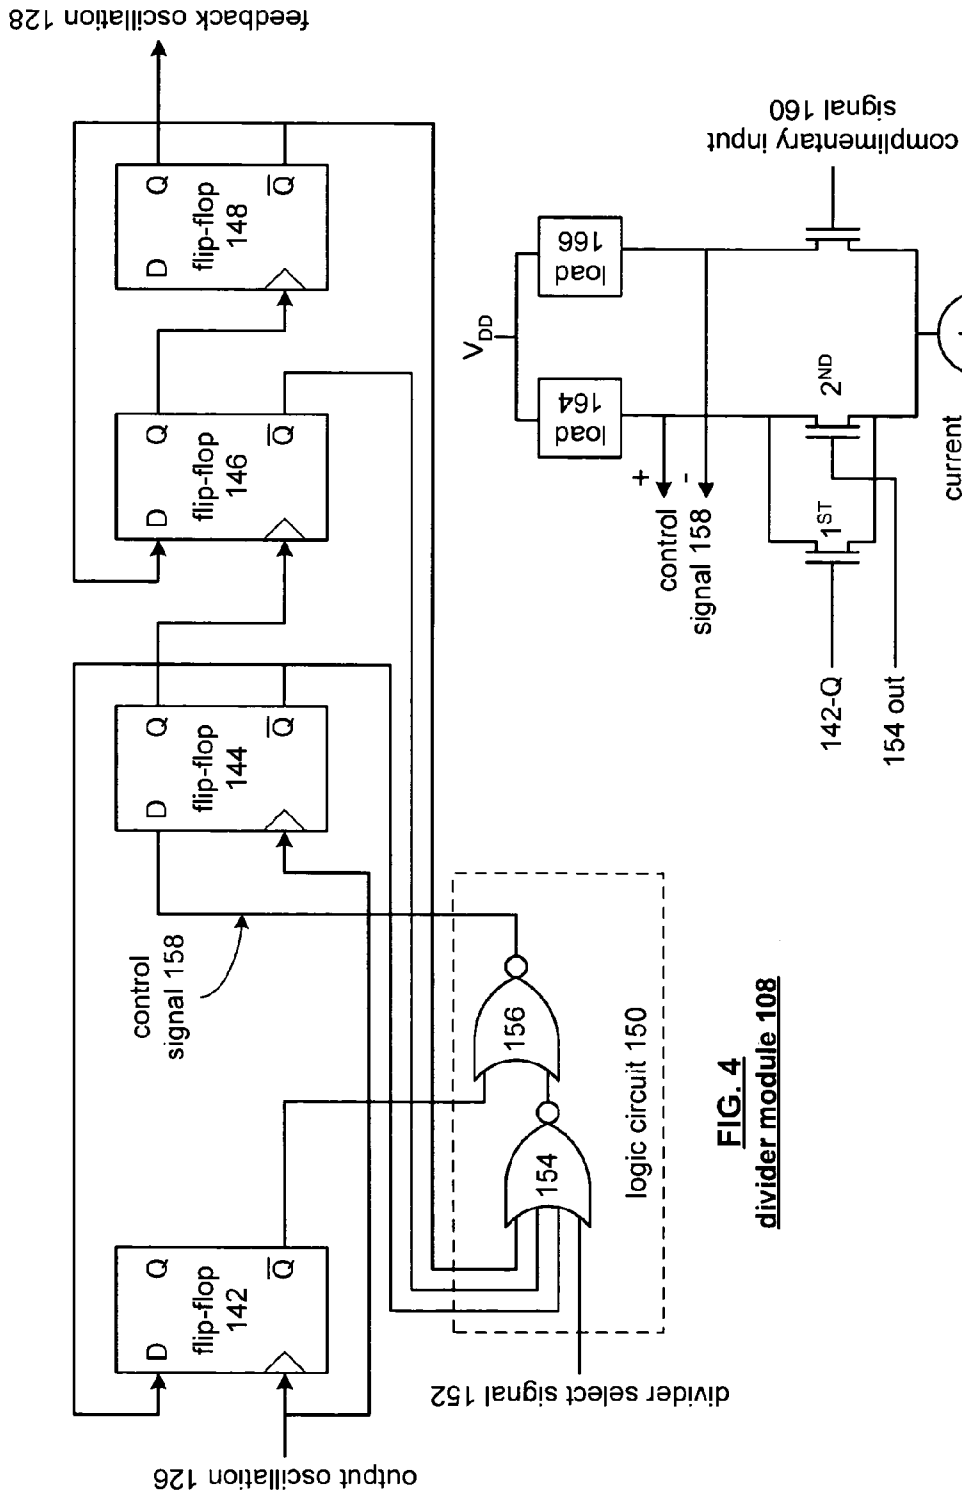 feedback oscillation 128
D
Q
flip-flop
148
Q
D
Q
flip-flop
146
Q
D
Q
flip-flop
144
Q
D
Q
flip-flop
142
Q
control
signal 158
156
154
logic circuit 150
divider select signal 152
output oscillation 126
FIG. 4
divider module 108
VDD
load
164
load
166
+
-
control
signal 158
1ST
2ND
142-Q
154 out
complimentary input
signal 160
current